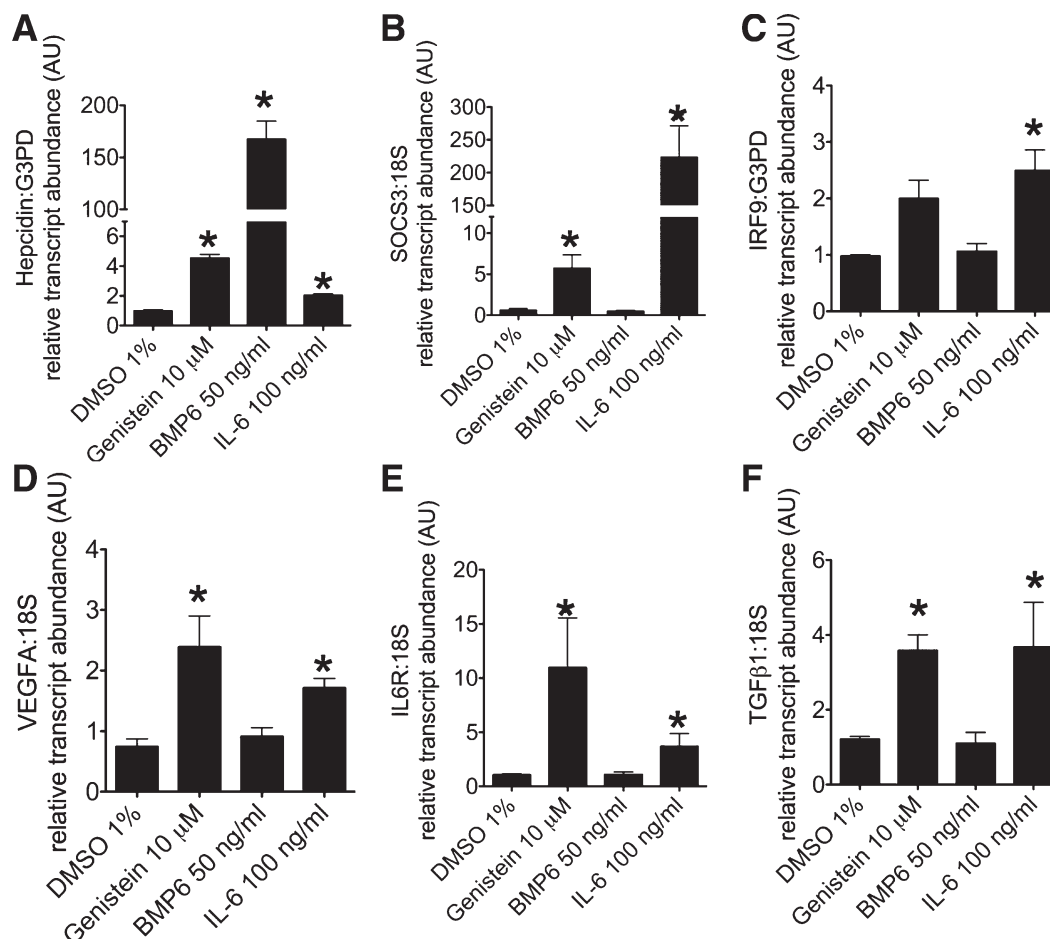 A
Hepcidin:G3PD
relative transcript abundance (AU)
200
150
100
6
4
2
0
*
*
*
DMSO 1%
Genistein 10 μM
BMP6 50 ng/ml
IL-6 100 ng/ml
B
SOCS3:18S
relative transcript abundance (AU)
300
250
200
150
10
5
0
*
*
DMSO 1%
Genistein 10 μM
BMP6 50 ng/ml
IL-6 100 ng/ml
C
IRF9:G3PD
relative transcript abundance (AU)
4
3
2
1
0
*
DMSO 1%
Genistein 10 μM
BMP6 50 ng/ml
IL-6 100 ng/ml
D
VEGFA:18S
relative transcript abundance (AU)
4
3
2
1
0
*
*
DMSO 1%
Genistein 10 μM
BMP6 50 ng/ml
IL-6 100 ng/ml
E
IL6R:18S
relative transcript abundance (AU)
20
15
10
5
0
*
*
DMSO 1%
Genistein 10 μM
BMP6 50 ng/ml
IL-6 100 ng/ml
F
TGFβ1:18S
relative transcript abundance (AU)
6
4
2
0
*
*
DMSO 1%
Genistein 10 μM
BMP6 50 ng/ml
IL-6 100 ng/ml